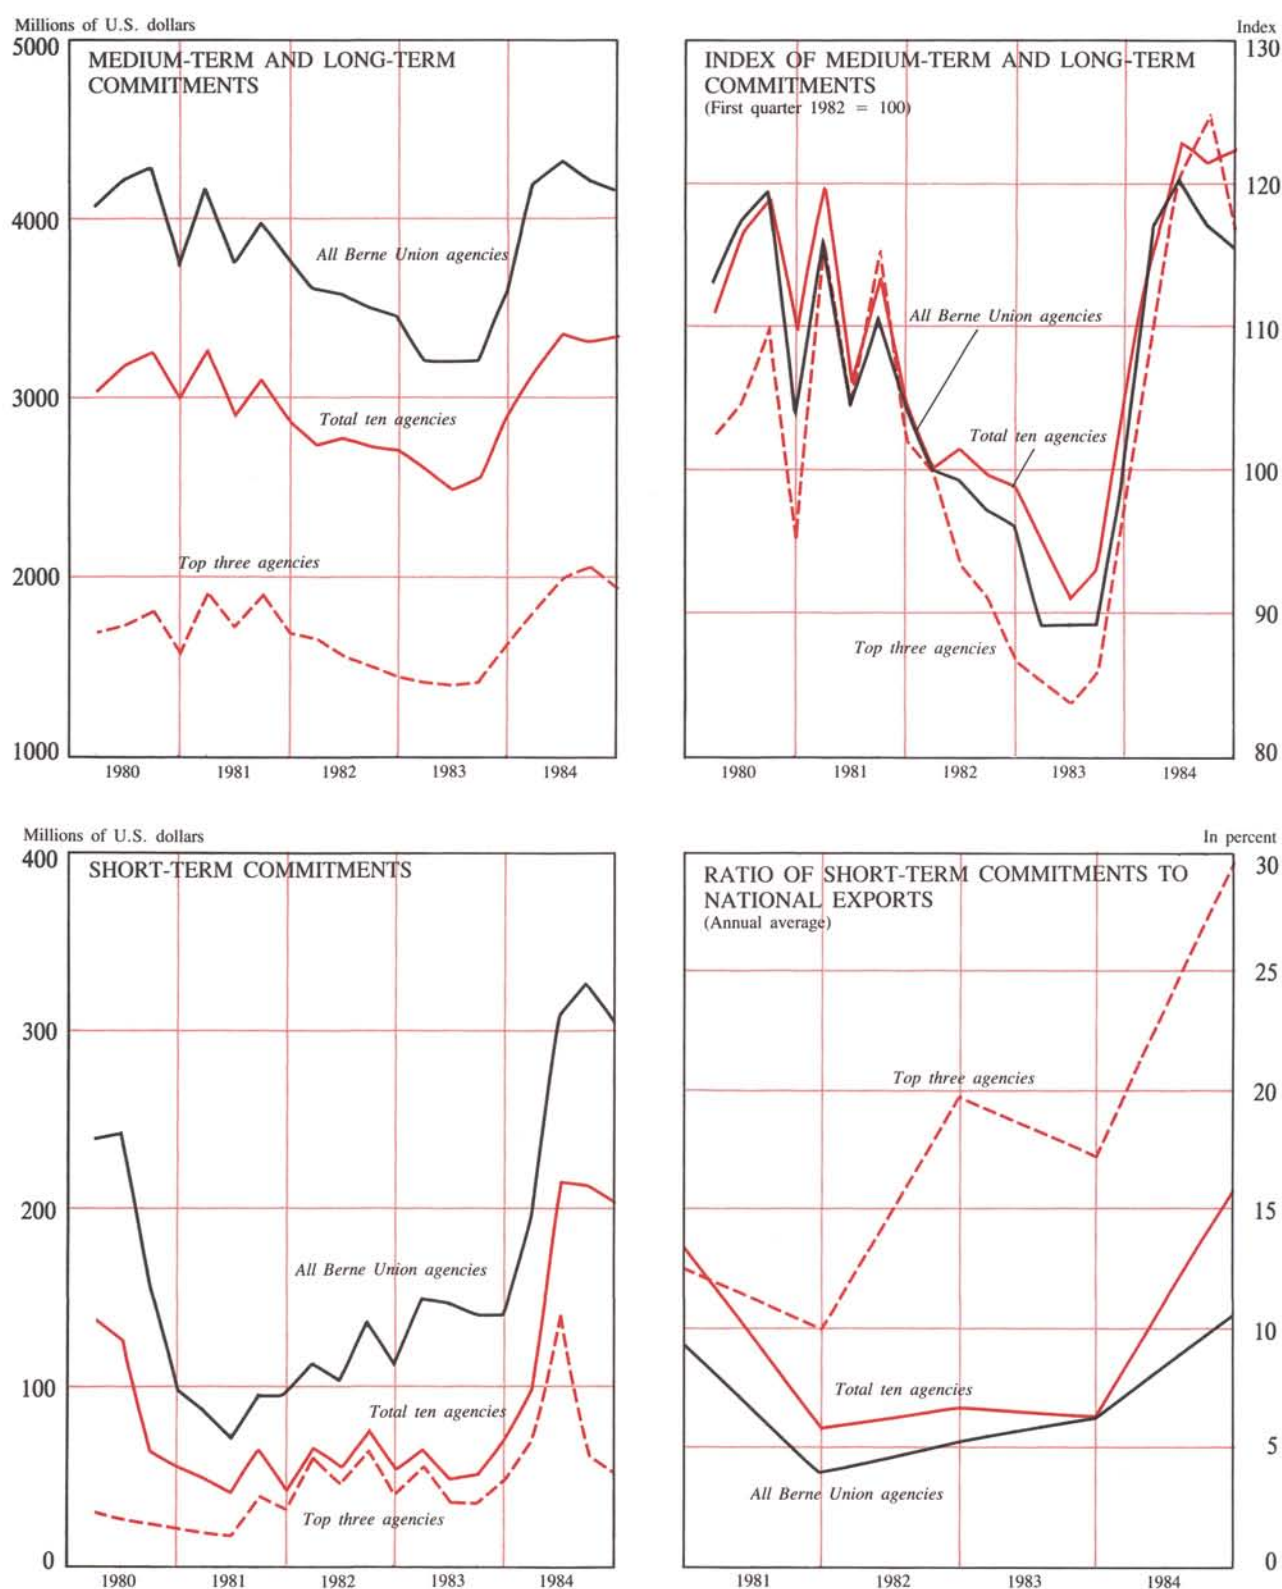 Millions of U.S. dollars
MEDIUM-TERM AND LONG-TERM
COMMITMENTS
5000
4000
3000
2000
1000
All Berne Union agencies
Total ten agencies
Top three agencies
1980 1981 1982 1983 1984
Index
INDEX OF MEDIUM-TERM AND LONG-TERM
COMMITMENTS
(First quarter 1982 = 100)
130
120
110
100
90
80
All Berne Union agencies
Total ten agencies
Top three agencies
1980 1981 1982 1983 1984
Millions of U.S. dollars
SHORT-TERM COMMITMENTS
400
300
200
100
0
All Berne Union agencies
Total ten agencies
Top three agencies
1980 1981 1982 1983 1984
In percent
RATIO OF SHORT-TERM COMMITMENTS TO
NATIONAL EXPORTS
(Annual average)
30
25
20
15
10
5
0
Top three agencies
Total ten agencies
All Berne Union agencies
1981 1982 1983 1984